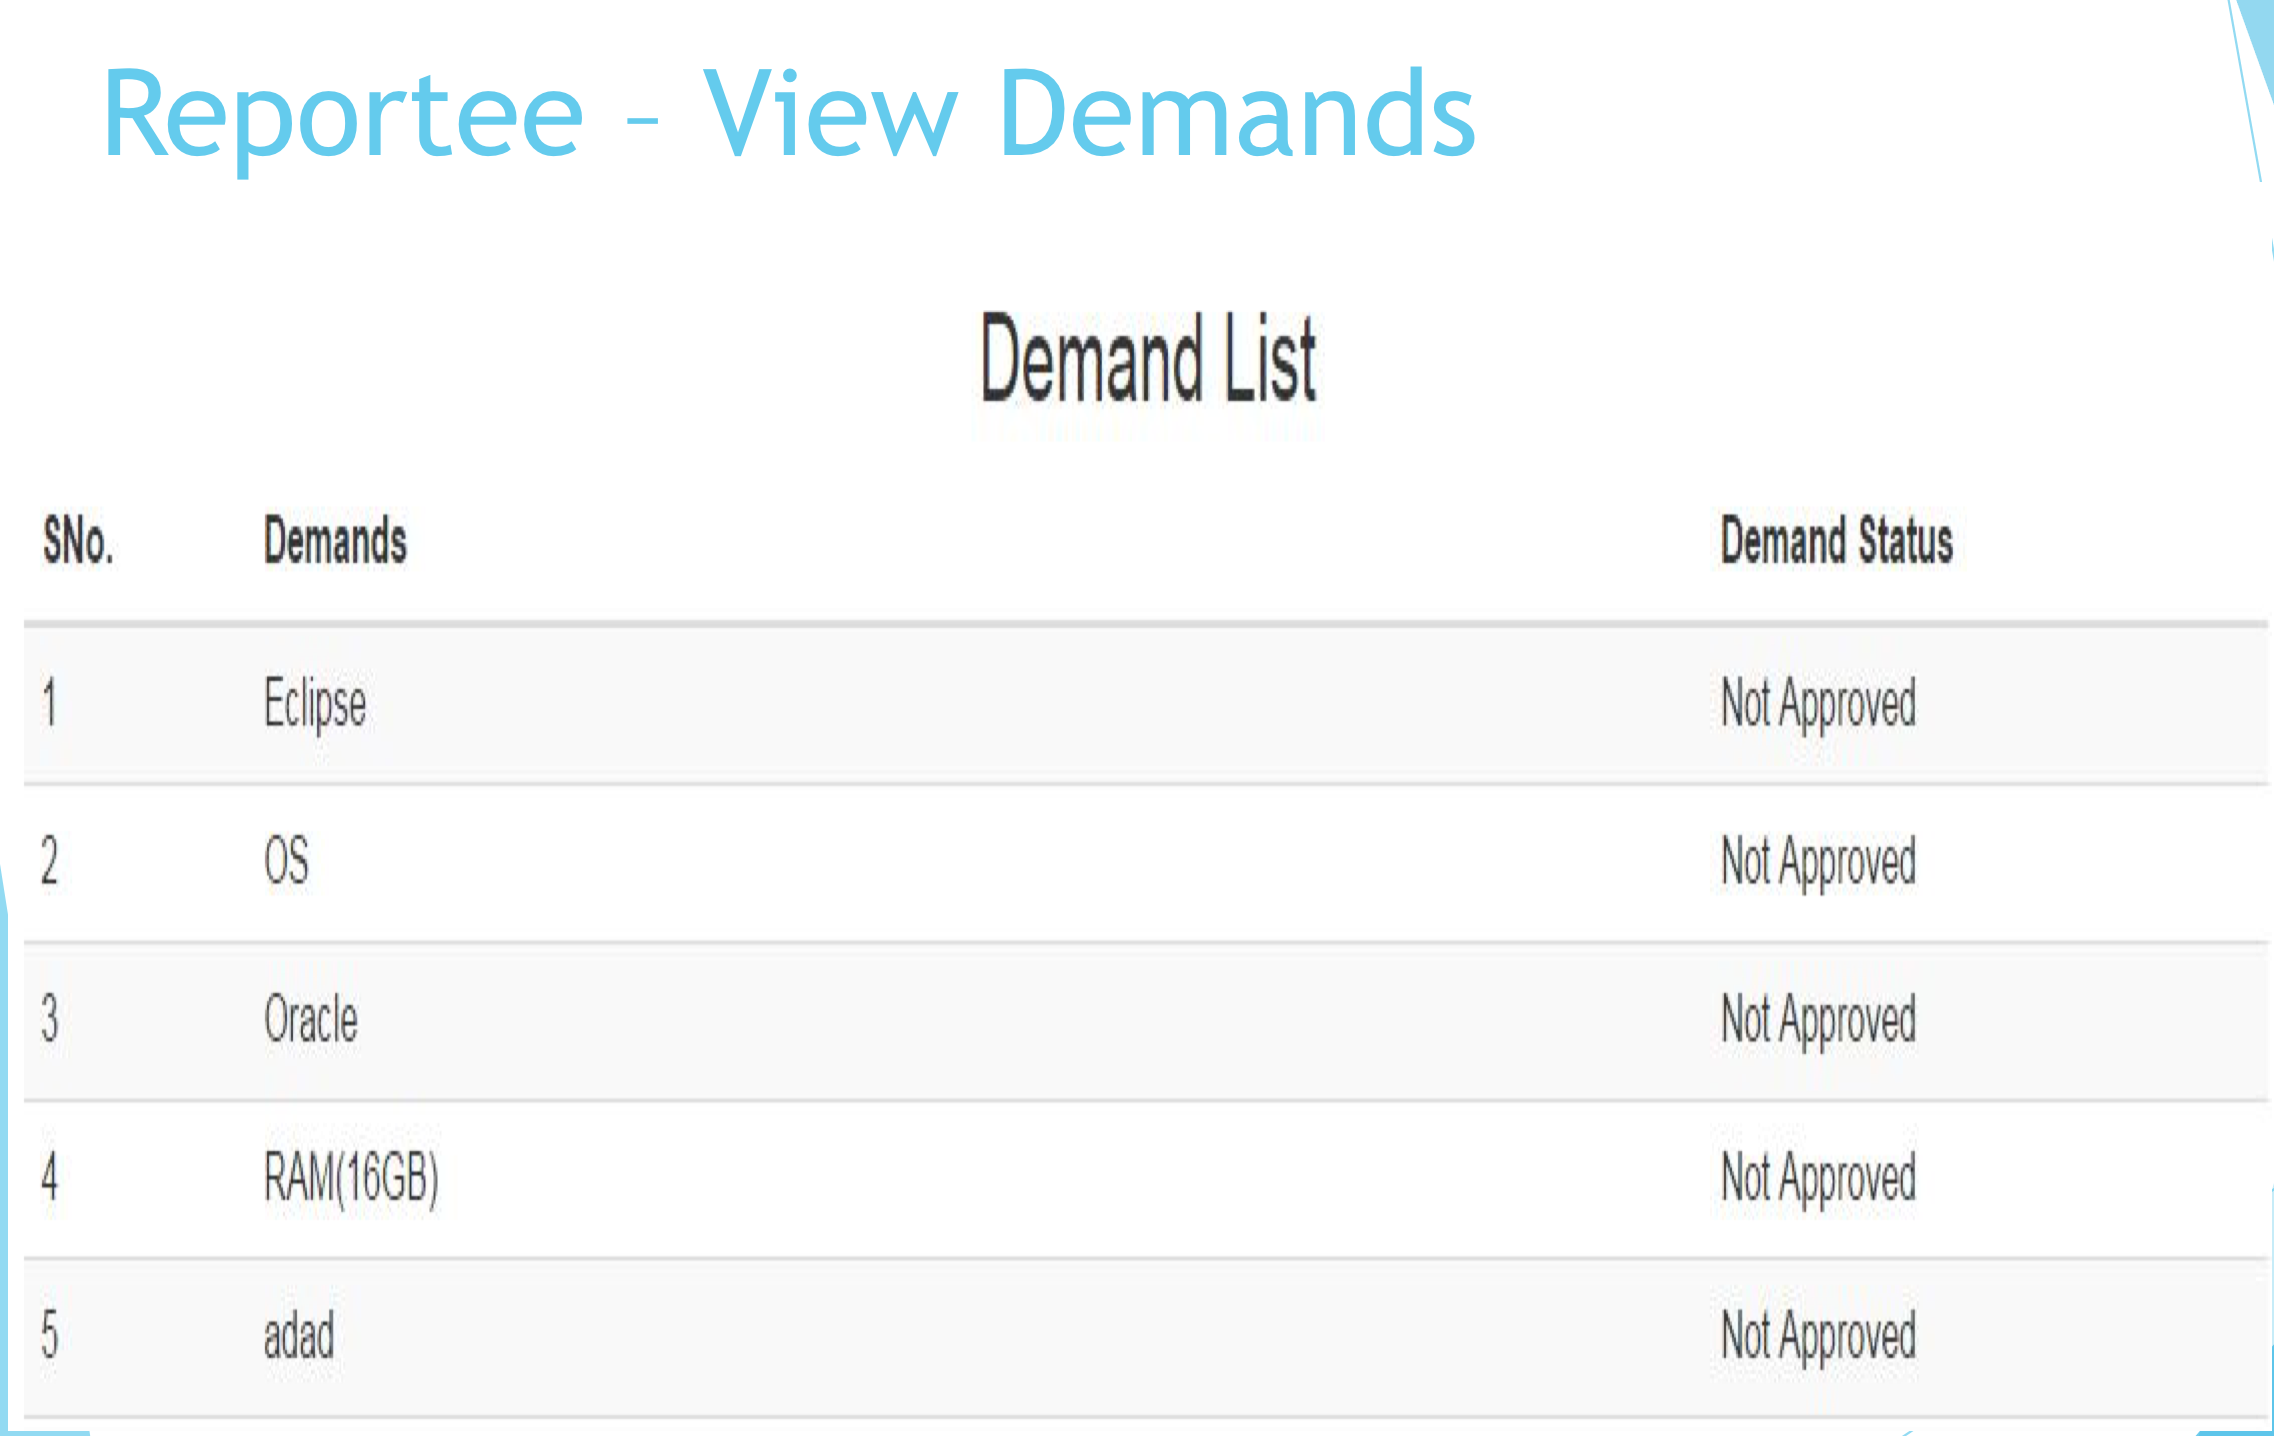 Reportee – View Demands
Demand List
SNo. Demands Demand Status
1 Eclipse Not Approved
2 OS Not Approved
3 Oracle Not Approved
4 RAM(16GB) Not Approved
5 adad Not Approved